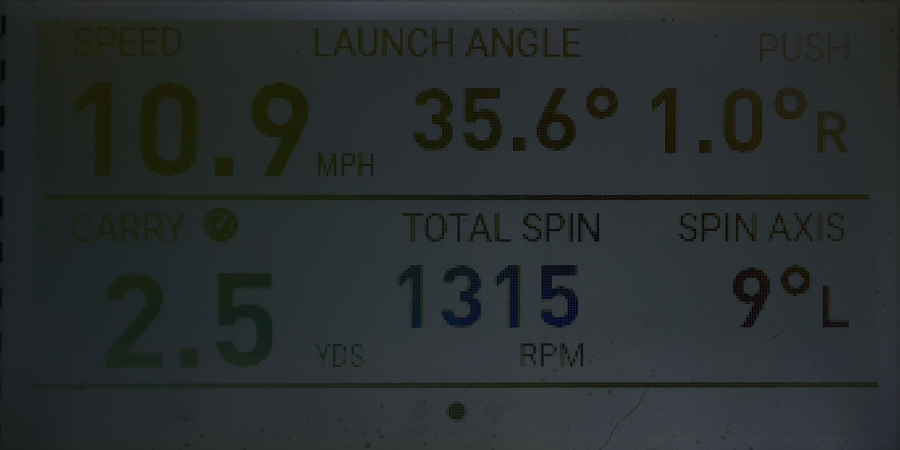 SPEED LAUNCH ANGLE PUSH
10.9 MPH 35.6° 1.0° R
CARRY TOTAL SPIN SPIN AXIS
2.5 YDS 1315 RPM 9° L